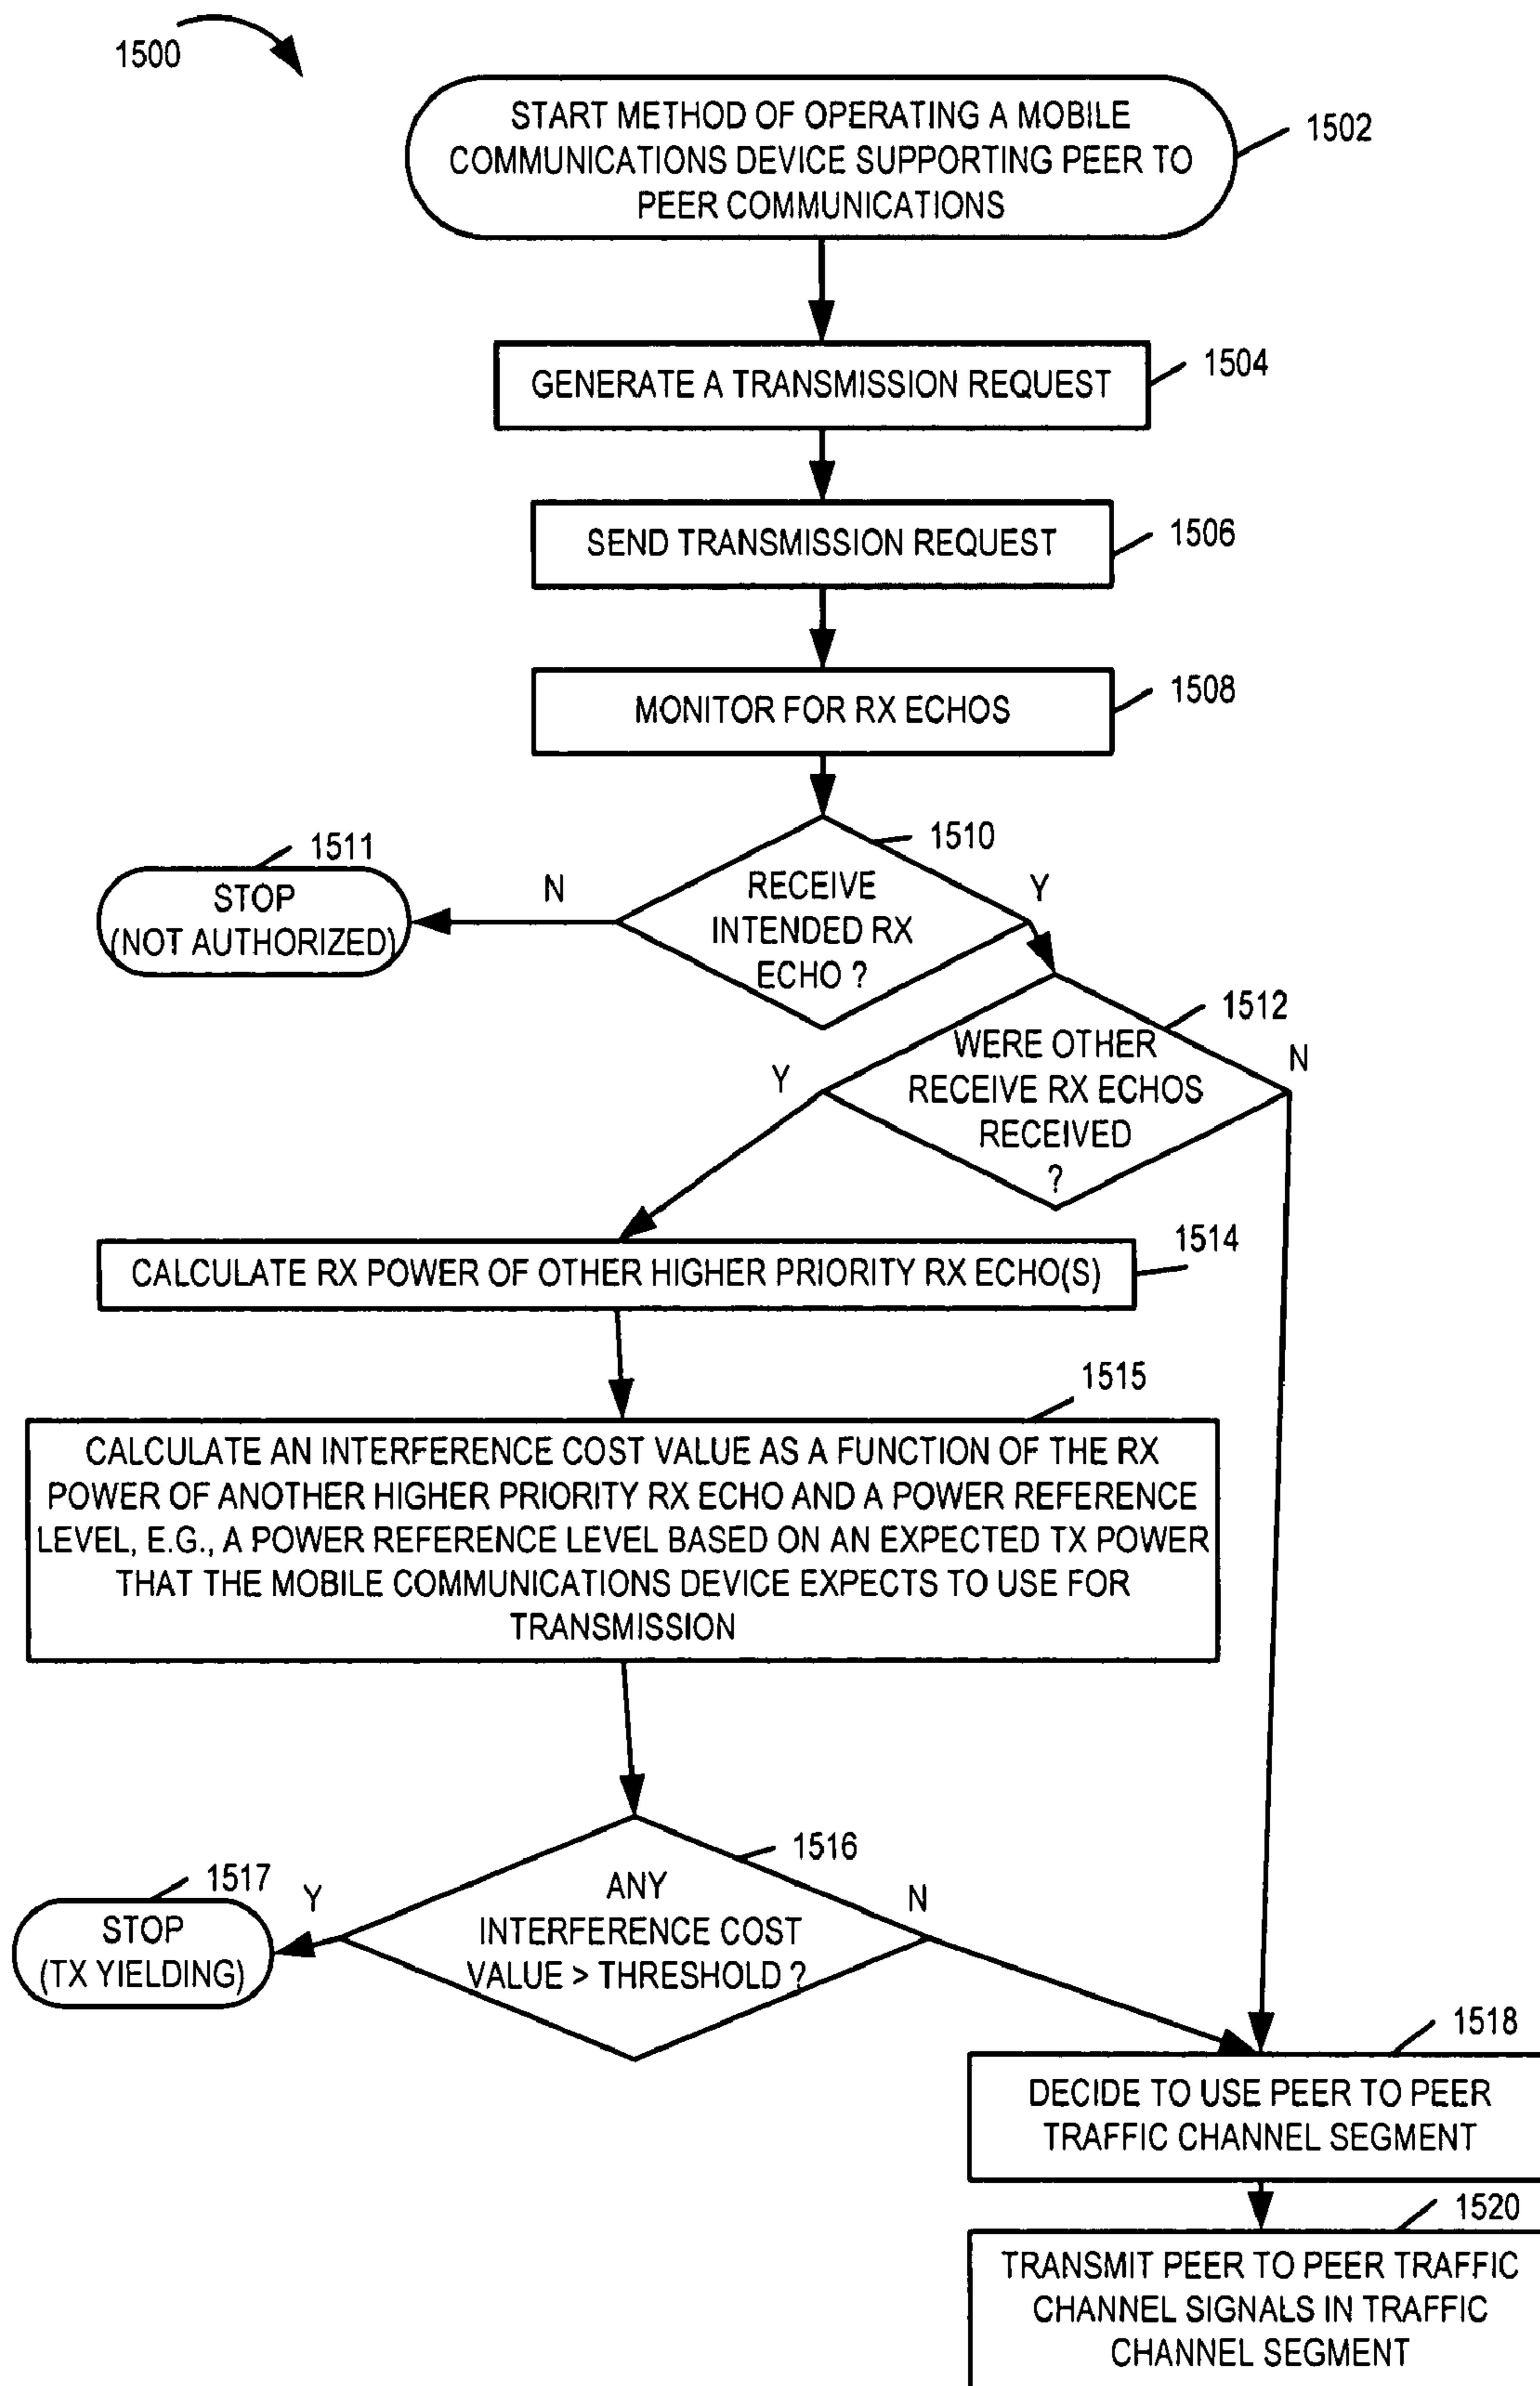 1500
START METHOD OF OPERATING A MOBILE
COMMUNICATIONS DEVICE SUPPORTING PEER TO
PEER COMMUNICATIONS
1502
GENERATE A TRANSMISSION REQUEST
1504
SEND TRANSMISSION REQUEST
1506
MONITOR FOR RX ECHOS
1508
1510
RECEIVE
INTENDED RX
ECHO ?
N
Y
1511
STOP
(NOT AUTHORIZED)
1512
WERE OTHER
RECEIVE RX ECHOS
RECEIVED
?
Y
N
1514
CALCULATE RX POWER OF OTHER HIGHER PRIORITY RX ECHO(S)
1515
CALCULATE AN INTERFERENCE COST VALUE AS A FUNCTION OF THE RX
POWER OF ANOTHER HIGHER PRIORITY RX ECHO AND A POWER REFERENCE
LEVEL, E.G., A POWER REFERENCE LEVEL BASED ON AN EXPECTED TX POWER
THAT THE MOBILE COMMUNICATIONS DEVICE EXPECTS TO USE FOR
TRANSMISSION
1516
ANY
INTERFERENCE COST
VALUE > THRESHOLD ?
Y
N
1517
STOP
(TX YIELDING)
1518
DECIDE TO USE PEER TO PEER
TRAFFIC CHANNEL SEGMENT
1520
TRANSMIT PEER TO PEER TRAFFIC
CHANNEL SIGNALS IN TRAFFIC
CHANNEL SEGMENT